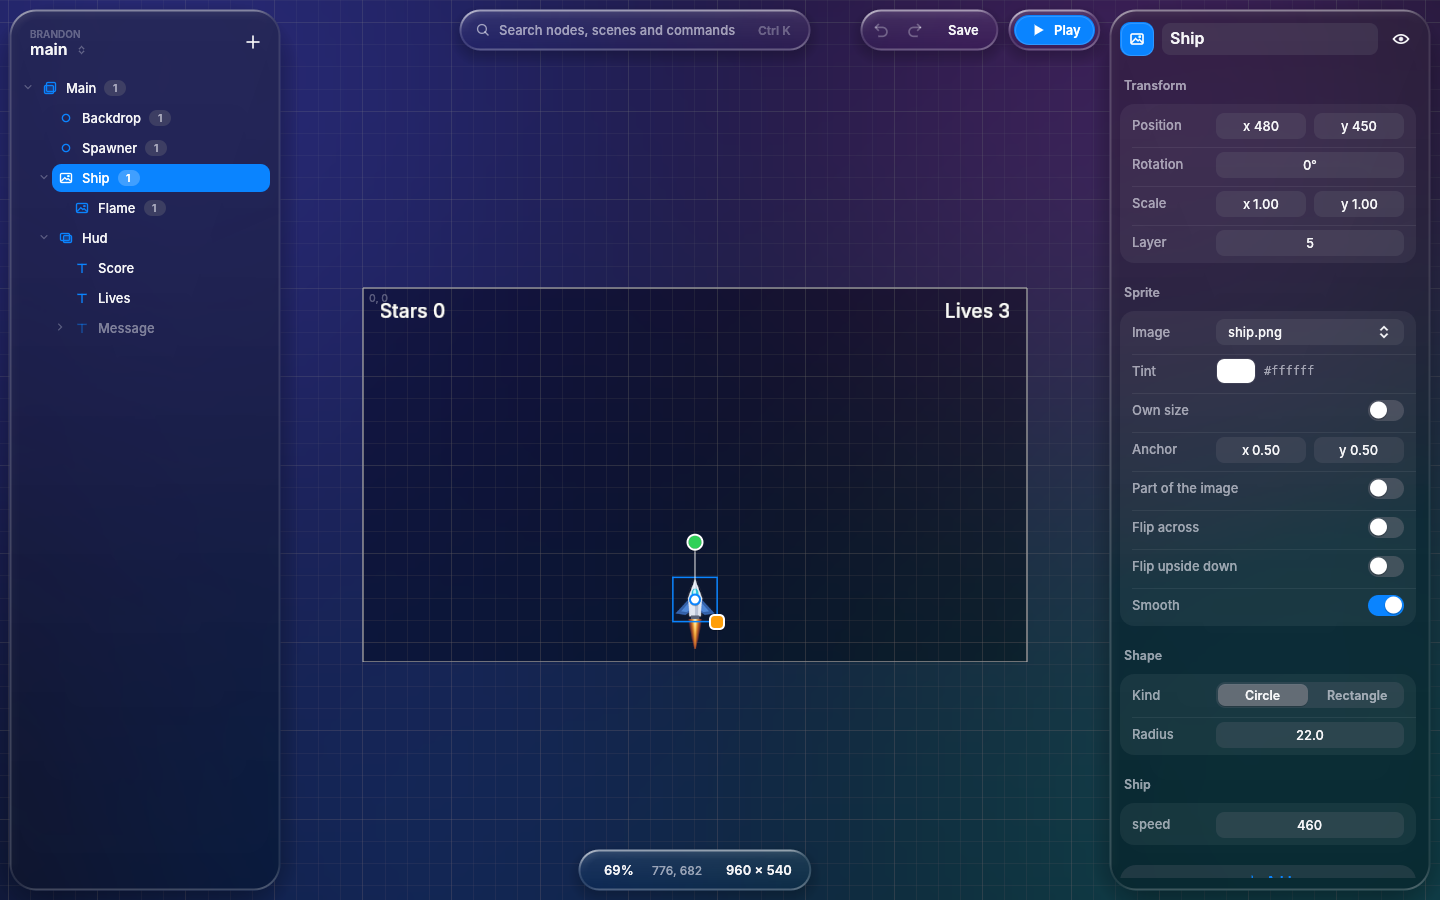 BRANDON
main
Main 1
Backdrop 1
Spawner 1
Ship 1
Flame 1
Hud
Score
Lives
Message
Search nodes, scenes and commands Ctrl K
Save
Play
0, 0
Stars 0
Lives 3
69% 776, 682 960 × 540
Ship
Transform
Position x 480 y 450
Rotation 0°
Scale x 1.00 y 1.00
Layer 5
Sprite
Image ship.png
Tint #ffffff
Own size
Anchor x 0.50 y 0.50
Part of the image
Flip across
Flip upside down
Smooth
Shape
Kind Circle Rectangle
Radius 22.0
Ship
speed 460